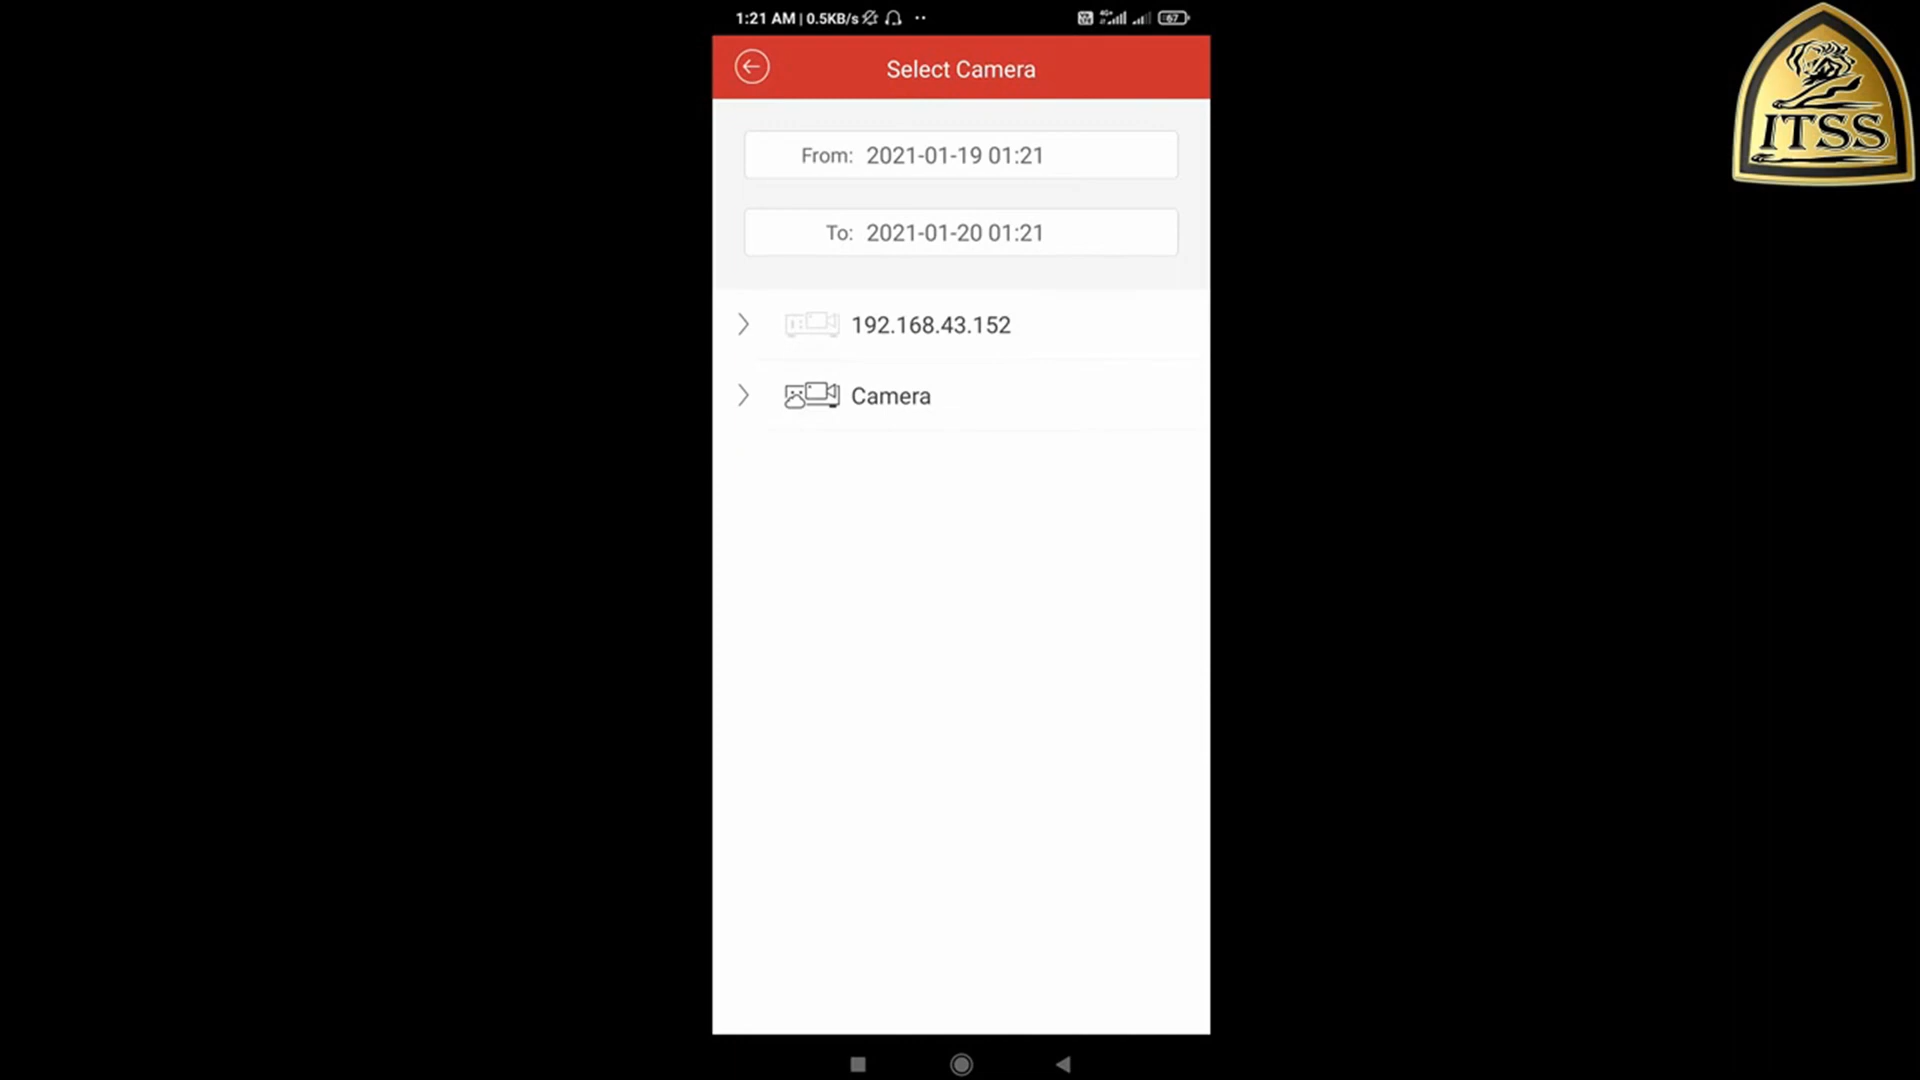 1:21 AM | 0.5KB/s
67
Select Camera
From: 2021-01-19 01:21
To: 2021-01-20 01:21
192.168.43.152
Camera
ITSS